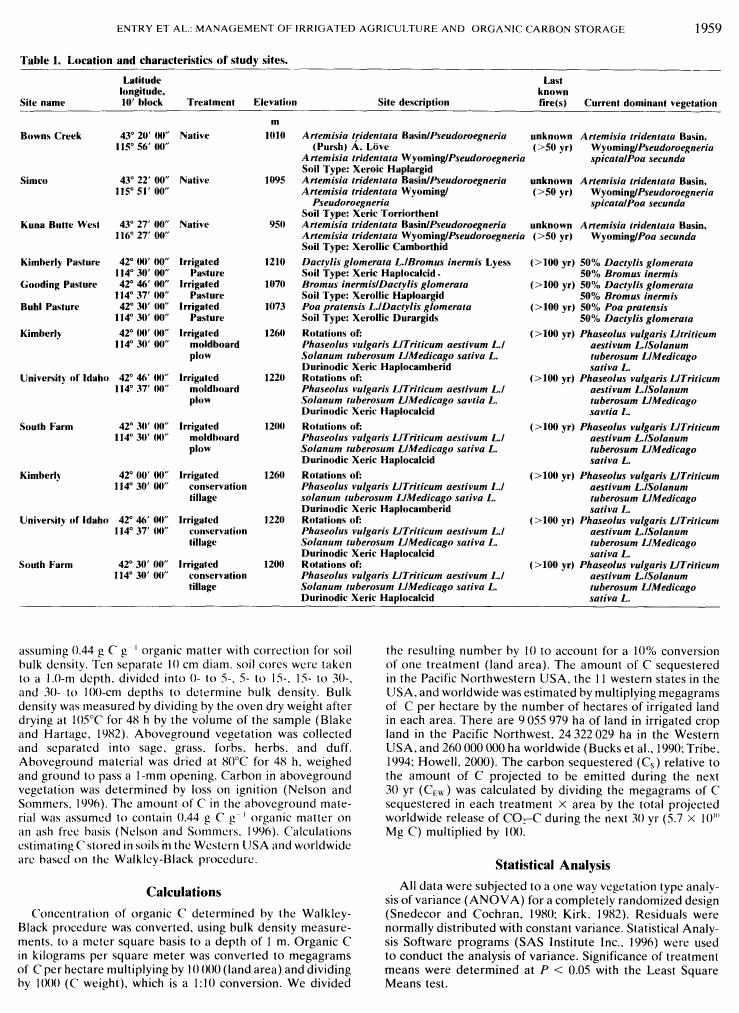 ENTRY ET AL.: MANAGEMENT OF IRRIGATED AGRICULTURE AND ORGANIC CARBON STORAGE 1959
Table 1. Location and characteristics of study sites.
Site name Latitude longitude, 10′ block Treatment Elevation Site description Last known fire(s) Current dominant vegetation
m
Bowns Creek 43° 20′ 00″ Native 1010 Artemisia tridentata Basin/Pseudoroegneria unknown Artemisia tridentata Basin,
115° 56′ 00″ (Pursh) Á. Löve (>50 yr) Wyoming/Pseudoroegneria
Artemisia tridentata Wyoming/Pseudoroegneria spicata/Poa secunda
Soil Type: Xeroic Haplargid
Simco 43° 22′ 00″ Native 1095 Artemisia tridentata Basin/Pseudoroegneria unknown Artemisia tridentata Basin,
115° 51′ 00″ Artemisia tridentata Wyoming/ (>50 yr) Wyoming/Pseudoroegneria
Pseudoroegneria spicata/Poa secunda
Soil Type: Xeric Torriorthent
Kuna Butte West 43° 27′ 00″ Native 950 Artemisia tridentata Basin/Pseudoroegneria unknown Artemisia tridentata Basin,
116° 27′ 00″ Artemisia tridentata Wyoming/Pseudoroegneria (>50 yr) Wyoming/Poa secunda
Soil Type: Xerollic Camborthid
Kimberly Pasture 42° 00′ 00″ Irrigated 1210 Dactylis glomerata L./Bromus inermis Lyess (>100 yr) 50% Dactylis glomerata
114° 30′ 00″ Pasture Soil Type: Xeric Haplocalcid. 50% Bromus inermis
Gooding Pasture 42° 46′ 00″ Irrigated 1070 Bromus inermis/Dactylis glomerata (>100 yr) 50% Dactylis glomerata
114° 37′ 00″ Pasture Soil Type: Xerollic Haploargid 50% Bromus inermis
Buhl Pasture 42° 30′ 00″ Irrigated 1073 Poa pratensis L./Dactylis glomerata (>100 yr) 50% Poa pratensis
114° 30′ 00″ Pasture Soil Type: Xerollic Durargids 50% Dactylis glomerata
Kimberly 42° 00′ 00″ Irrigated 1260 Rotations of: (>100 yr) Phaseolus vulgaris L/triticum
114° 30′ 00″ moldboard Phaseolus vulgaris L/Triticum aestivum L./ aestivum L./Solanum
plow Solanum tuberosum L/Medicago sativa L. tuberosum L/Medicago
Durinodic Xeric Haplocamberid sativa L.
University of Idaho 42° 46′ 00″ Irrigated 1220 Rotations of: (>100 yr) Phaseolus vulgaris L/Triticum
114° 37′ 00″ moldboard Phaseolus vulgaris L/Triticum aestivum L./ aestivum L./Solanum
plow Solanum tuberosum L/Medicago savtia L. tuberosum L/Medicago
Durinodic Xeric Haplocalcid savtia L.
South Farm 42° 30′ 00″ Irrigated 1200 Rotations of: (>100 yr) Phaseolus vulgaris L/Triticum
114° 30′ 00″ moldboard Phaseolus vulgaris L/Triticum aestivum L./ aestivum L./Solanum
plow Solanum tuberosum L/Medicago sativa L. tuberosum L/Medicago
Durinodic Xeric Haplocalcid sativa L.
Kimberly 42° 00′ 00″ Irrigated 1260 Rotations of: (>100 yr) Phaseolus vulgaris L/Triticum
114° 30′ 00″ conservation Phaseolus vulgaris L/Triticum aestivum L./ aestivum L./Solanum
tillage solanum tuberosum L/Medicago sativa L. tuberosum L/Medicago
Durinodic Xeric Haplocamberid sativa L.
University of Idaho 42° 46′ 00″ Irrigated 1220 Rotations of: (>100 yr) Phaseolus vulgaris L/Triticum
114° 37′ 00″ conservation Phaseolus vulgaris L/Triticum aestivum L./ aestivum L./Solanum
tillage Solanum tuberosum L/Medicago sativa L. tuberosum L/Medicago
Durinodic Xeric Haplocalcid sativa L.
South Farm 42° 30′ 00″ Irrigated 1200 Rotations of: (>100 yr) Phaseolus vulgaris L/Triticum
114° 30′ 00″ conservation Phaseolus vulgaris L/Triticum aestivum L./ aestivum L./Solanum
tillage Solanum tuberosum L/Medicago sativa L. tuberosum L/Medicago
Durinodic Xeric Haplocalcid sativa L.
assuming 0.44 g C g⁻¹ organic matter with correction for soil
bulk density. Ten separate 10 cm diam. soil cores were taken
to a 1.0-m depth, divided into 0- to 5-, 5- to 15-, 15- to 30-,
and 30- to 100-cm depths to determine bulk density. Bulk
density was measured by dividing by the oven dry weight after
drying at 105°C for 48 h by the volume of the sample (Blake
and Hartage, 1982). Aboveground vegetation was collected
and separated into sage, grass, forbs, herbs, and duff.
Aboveground material was dried at 80°C for 48 h, weighed
and ground to pass a 1-mm opening. Carbon in aboveground
vegetation was determined by loss on ignition (Nelson and
Sommers, 1996). The amount of C in the aboveground mate-
rial was assumed to contain 0.44 g C g⁻¹ organic matter on
an ash free basis (Nelson and Sommers, 1996). Calculations
estimating C stored in soils in the Western USA and worldwide
are based on the Walkley-Black procedure.
Calculations
Concentration of organic C determined by the Walkley-
Black procedure was converted, using bulk density measure-
ments, to a meter square basis to a depth of 1 m. Organic C
in kilograms per square meter was converted to megagrams
of C per hectare multiplying by 10 000 (land area) and dividing
by 1000 (C weight), which is a 1:10 conversion. We divided
the resulting number by 10 to account for a 10% conversion
of one treatment (land area). The amount of C sequestered
in the Pacific Northwestern USA, the 11 western states in the
USA, and worldwide was estimated by multiplying megagrams
of C per hectare by the number of hectares of irrigated land
in each area. There are 9 055 979 ha of land in irrigated crop
land in the Pacific Northwest, 24 322 029 ha in the Western
USA, and 260 000 000 ha worldwide (Bucks et al., 1990; Tribe,
1994; Howell, 2000). The carbon sequestered (Cₛ) relative to
the amount of C projected to be emitted during the next
30 yr (C_EW) was calculated by dividing the megagrams of C
sequestered in each treatment × area by the total projected
worldwide release of CO₂–C during the next 30 yr (5.7 × 10¹⁰
Mg C) multiplied by 100.
Statistical Analysis
All data were subjected to a one way vegetation type analy-
sis of variance (ANOVA) for a completely randomized design
(Snedecor and Cochran, 1980; Kirk, 1982). Residuals were
normally distributed with constant variance. Statistical Analy-
sis Software programs (SAS Institute Inc., 1996) were used
to conduct the analysis of variance. Significance of treatment
means were determined at P < 0.05 with the Least Square
Means test.